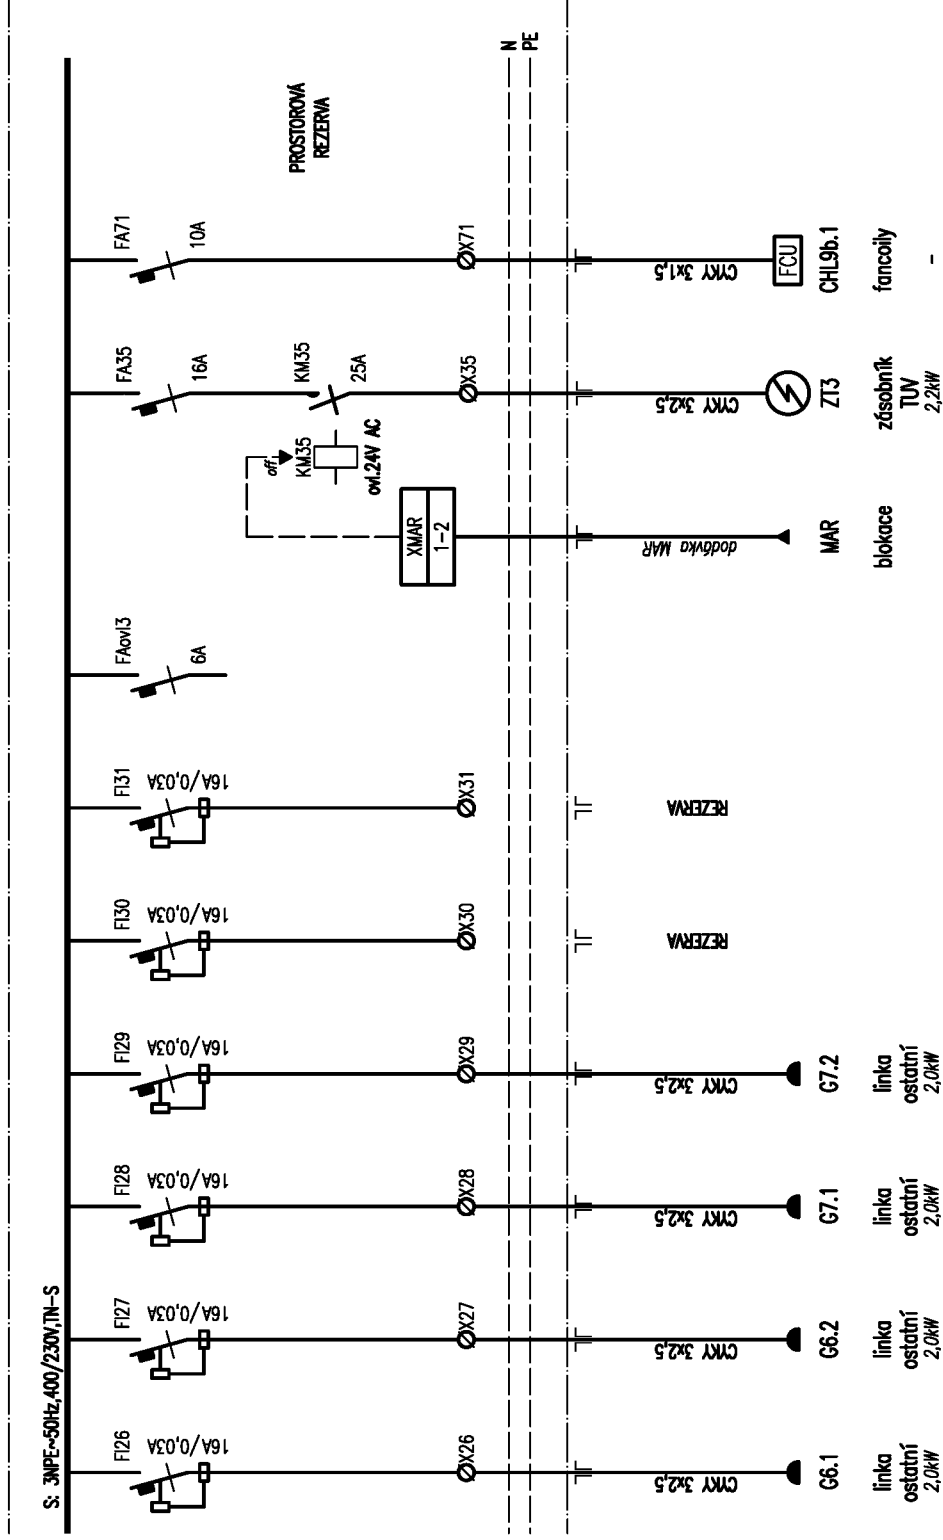 S: 3NPE~50Hz,400/230V,TN-S
FI26
16A/0,03A
X26
CYKY 3x2,5
G6.1
linka
ostatní
2,0kW
FI27
16A/0,03A
X27
CYKY 3x2,5
G6.2
linka
ostatní
2,0kW
FI28
16A/0,03A
X28
CYKY 3x2,5
G7.1
linka
ostatní
2,0kW
FI29
16A/0,03A
X29
CYKY 3x2,5
G7.2
linka
ostatní
2,0kW
FI30
16A/0,03A
X30
REZERVA
FI31
16A/0,03A
X31
REZERVA
FAovl3
6A
XMAR
1-2
dodávka MAR
MAR
blokace
off
KM35
ovl.24V AC
FA35
16A
KM35
25A
X35
CYKY 3x2,5
ZT3
zásobník
TUV
2,2kW
FA71
10A
X71
CYKY 3x1,5
FCU
CHL9b.1
fancoily
-
PROSTOROVÁ
REZERVA
N
PE